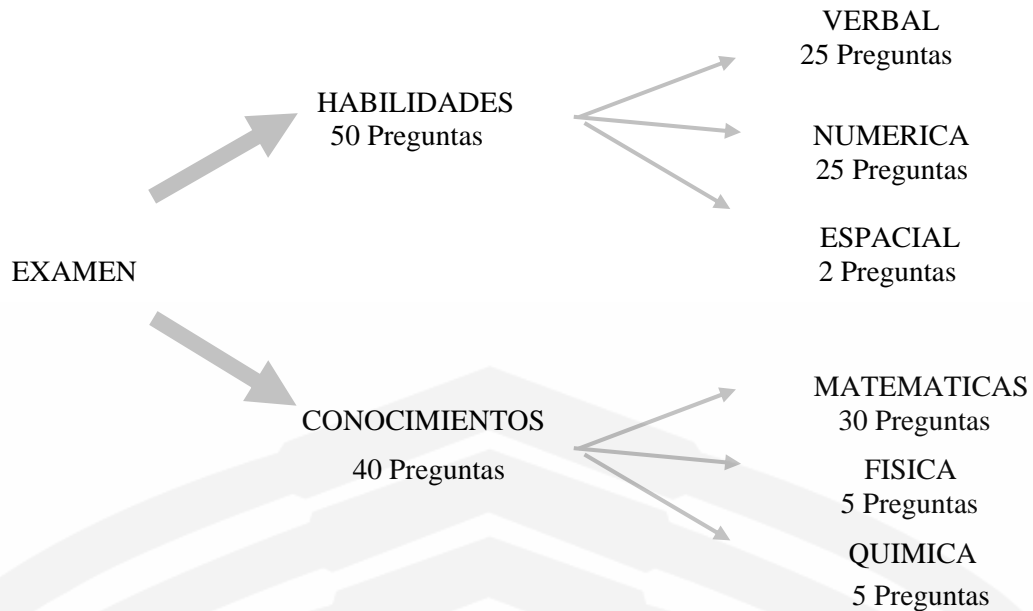 EXAMEN
HABILIDADES
50 Preguntas
VERBAL
25 Preguntas
NUMERICA
25 Preguntas
ESPACIAL
2 Preguntas
CONOCIMIENTOS
40 Preguntas
MATEMATICAS
30 Preguntas
FISICA
5 Preguntas
QUIMICA
5 Preguntas